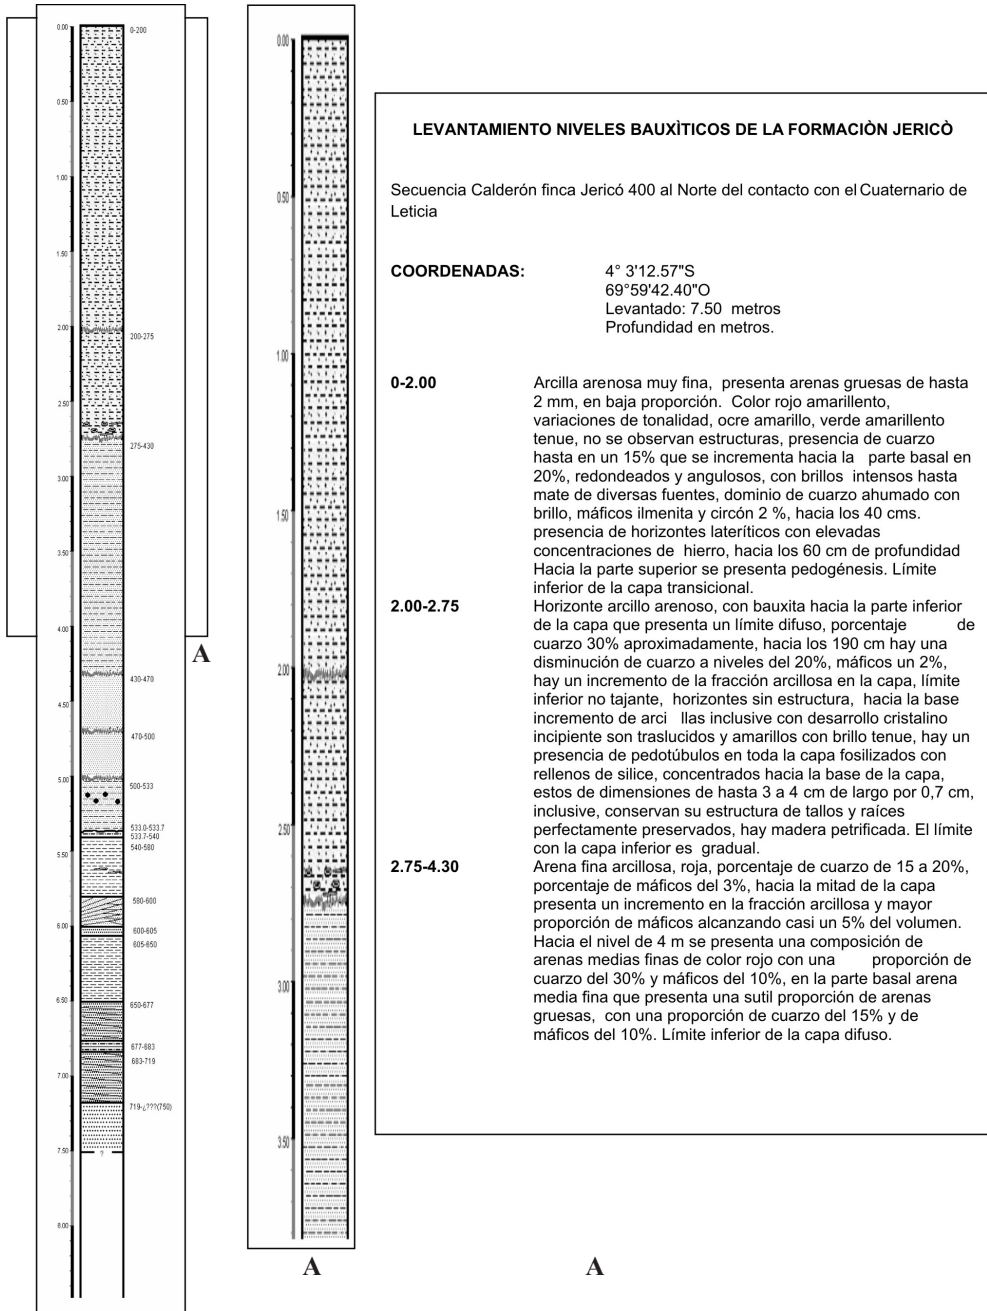 0.00
0.50
1.00
1.50
2.00
2.50
3.00
3.50
4.00
4.50
5.00
5.50
6.00
6.50
7.00
7.50
8.00
0-200
200-275
275-430
430-470
470-500
500-533
533.0-533.7
533.7-540
540-580
580-600
600-605
605-650
650-677
677-683
683-719
719-¿???(750)
?
A
0.00
0.50
1.00
1.50
2.00
2.50
3.00
3.50
A
LEVANTAMIENTO NIVELES BAUXÌTICOS DE LA FORMACIÒN JERICÒ
Secuencia Calderón finca Jericó 400 al Norte del contacto con el Cuaternario de
Leticia
COORDENADAS: 4° 3'12.57"S
69°59'42.40"O
Levantado: 7.50 metros
Profundidad en metros.
0-2.00 Arcilla arenosa muy fina, presenta arenas gruesas de hasta
2 mm, en baja proporción. Color rojo amarillento,
variaciones de tonalidad, ocre amarillo, verde amarillento
tenue, no se observan estructuras, presencia de cuarzo
hasta en un 15% que se incrementa hacia la parte basal en
20%, redondeados y angulosos, con brillos intensos hasta
mate de diversas fuentes, dominio de cuarzo ahumado con
brillo, máficos ilmenita y circón 2 %, hacia los 40 cms.
presencia de horizontes lateríticos con elevadas
concentraciones de hierro, hacia los 60 cm de profundidad
Hacia la parte superior se presenta pedogénesis. Límite
inferior de la capa transicional.
2.00-2.75 Horizonte arcillo arenoso, con bauxita hacia la parte inferior
de la capa que presenta un límite difuso, porcentaje de
cuarzo 30% aproximadamente, hacia los 190 cm hay una
disminución de cuarzo a niveles del 20%, máficos un 2%,
hay un incremento de la fracción arcillosa en la capa, límite
inferior no tajante, horizontes sin estructura, hacia la base
incremento de arci llas inclusive con desarrollo cristalino
incipiente son traslucidos y amarillos con brillo tenue, hay un
presencia de pedotúbulos en toda la capa fosilizados con
rellenos de silice, concentrados hacia la base de la capa,
estos de dimensiones de hasta 3 a 4 cm de largo por 0,7 cm,
inclusive, conservan su estructura de tallos y raíces
perfectamente preservados, hay madera petrificada. El límite
con la capa inferior es gradual.
2.75-4.30 Arena fina arcillosa, roja, porcentaje de cuarzo de 15 a 20%,
porcentaje de máficos del 3%, hacia la mitad de la capa
presenta un incremento en la fracción arcillosa y mayor
proporción de máficos alcanzando casi un 5% del volumen.
Hacia el nivel de 4 m se presenta una composición de
arenas medias finas de color rojo con una proporción de
cuarzo del 30% y máficos del 10%, en la parte basal arena
media fina que presenta una sutil proporción de arenas
gruesas, con una proporción de cuarzo del 15% y de
máficos del 10%. Límite inferior de la capa difuso.
A